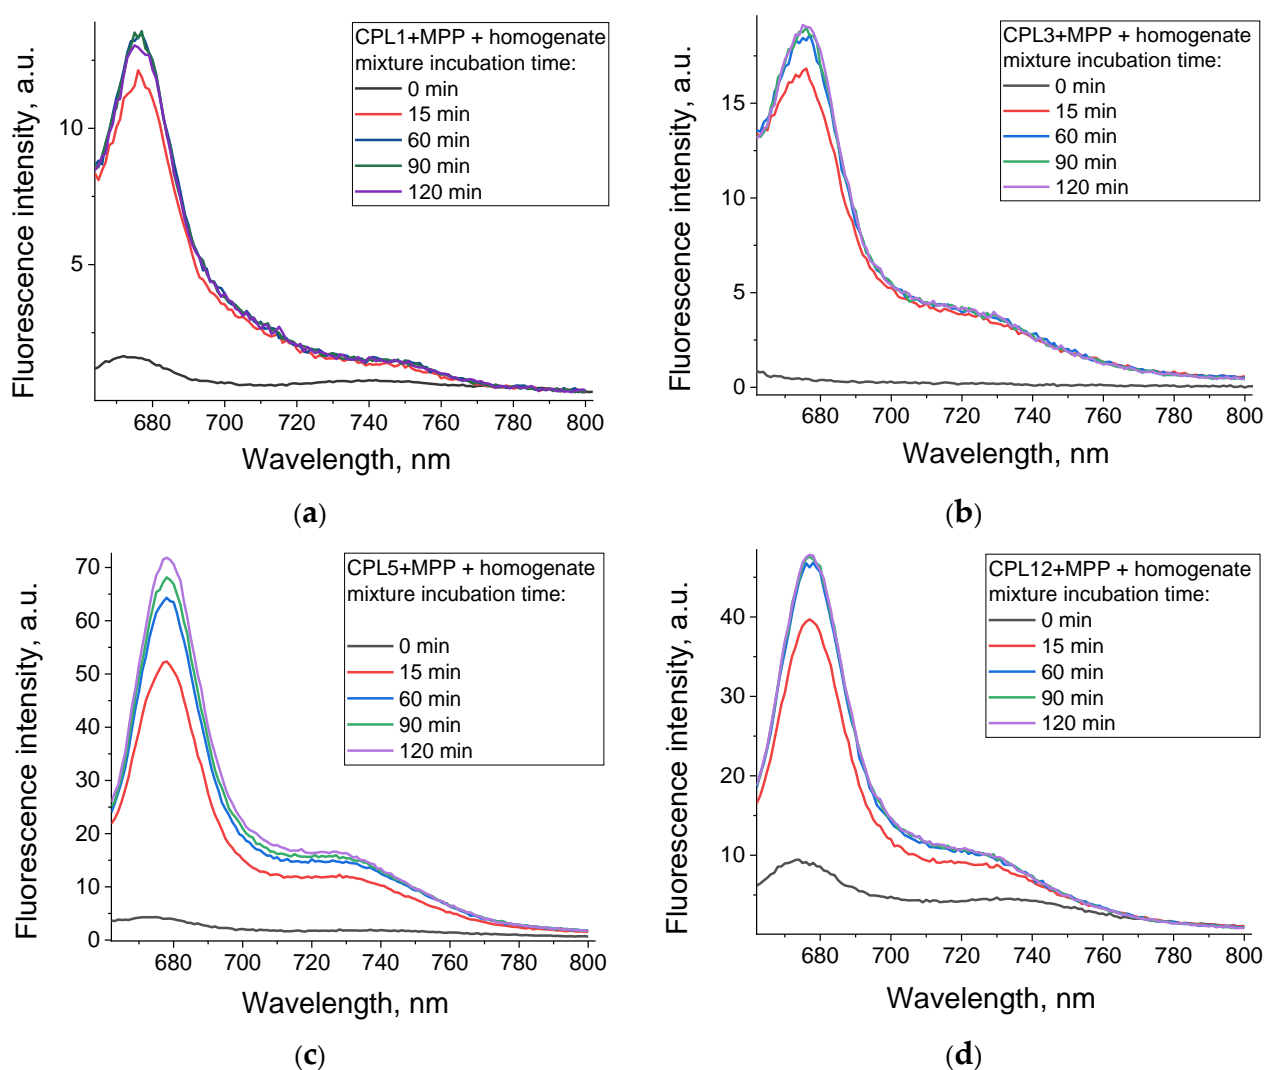 CPL1+MPP + homogenate
mixture incubation time:
0 min
15 min
60 min
90 min
120 min
Fluorescence intensity, a.u.
10
5
680 700 720 740 760 780 800
Wavelength, nm
(a)
CPL3+MPP + homogenate
mixture incubation time:
0 min
15 min
60 min
90 min
120 min
Fluorescence intensity, a.u.
15
10
5
0
680 700 720 740 760 780 800
Wavelength, nm
(b)
CPL5+MPP + homogenate
mixture incubation time:
0 min
15 min
60 min
90 min
120 min
Fluorescence intensity, a.u.
70
60
50
40
30
20
10
0
680 700 720 740 760 780 800
Wavelength, nm
(c)
CPL12+MPP + homogenate
mixture incubation time:
0 min
15 min
60 min
90 min
120 min
Fluorescence intensity, a.u.
40
30
20
10
680 700 720 740 760 780 800
Wavelength, nm
(d)